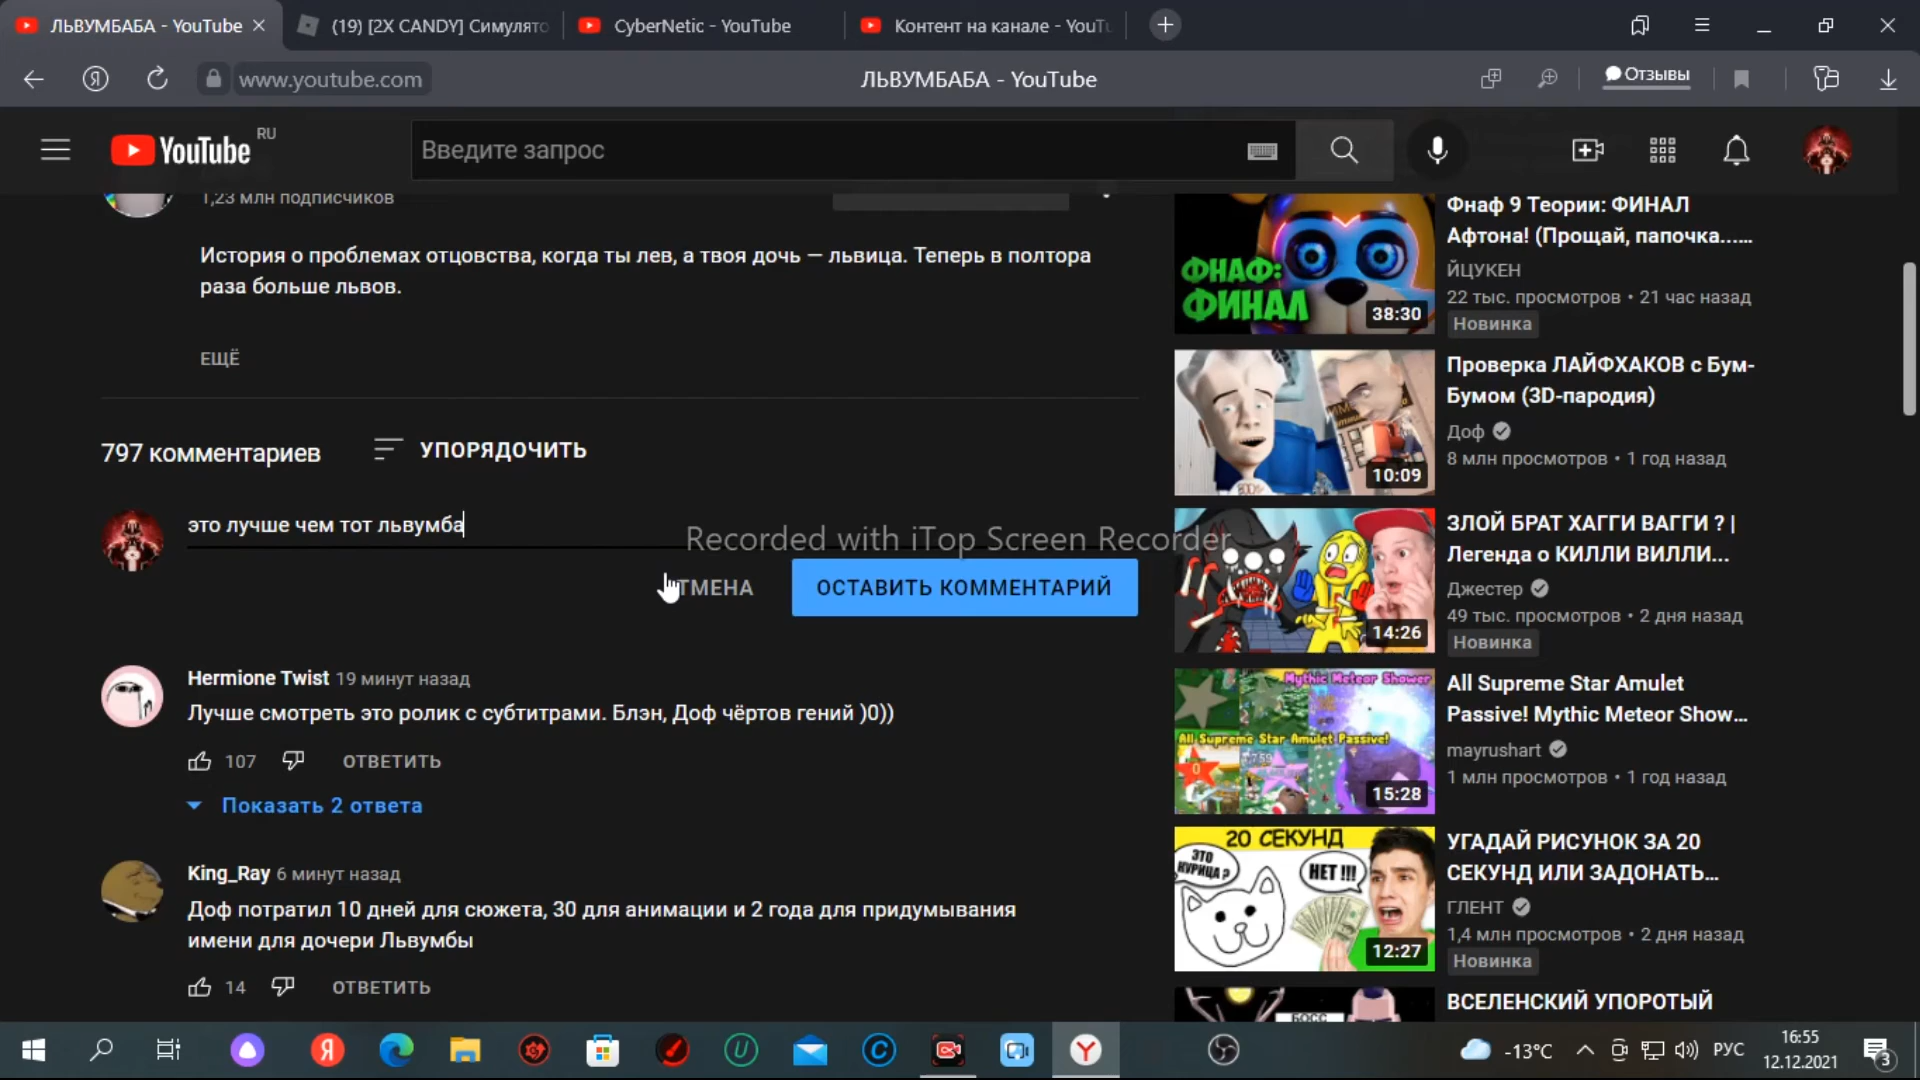 ЛЬВУМБАБА - YouTube
(19) [2X CANDY] Симулято
CyberNetic - YouTube
Контент на канале - YouTu
www.youtube.com
ЛЬВУМБАБА - YouTube
Отзывы
YouTube RU
Введите запрос
1,23 млн подписчиков
История о проблемах отцовства, когда ты лев, а твоя дочь — львица. Теперь в полтора
раза больше львов.
ЕЩЁ
797 комментариев
УПОРЯДОЧИТЬ
это лучше чем тот львумба
Recorded with iTop Screen Recorder
ТМЕНА
ОСТАВИТЬ КОММЕНТАРИЙ
Hermione Twist 19 минут назад
Лучше смотреть это ролик с субтитрами. Блэн, Доф чёртов гений )0))
107
ОТВЕТИТЬ
Показать 2 ответа
King_Ray 6 минут назад
Доф потратил 10 дней для сюжета, 30 для анимации и 2 года для придумывания
имени для дочери Львумбы
14
ОТВЕТИТЬ
ФНАФ:
ФИНАЛ
38:30
Фнаф 9 Теории: ФИНАЛ
Афтона! (Прощай, папочка...…
ЙЦУКЕН
22 тыс. просмотров • 21 час назад
Новинка
10:09
Проверка ЛАЙФХАКОВ с Бум-
Бумом (3D-пародия)
Доф
8 млн просмотров • 1 год назад
14:26
ЗЛОЙ БРАТ ХАГГИ ВАГГИ ? |
Легенда о КИЛЛИ ВИЛЛИ...
Джестер
49 тыс. просмотров • 2 дня назад
Новинка
Mythic Meteor Shower
All Supreme Star Amulet Passive!
15:28
All Supreme Star Amulet
Passive! Mythic Meteor Show...
mayrushart
1 млн просмотров • 1 год назад
20 СЕКУНД
ЭТО
КУРИЦА?
НЕТ !!!
12:27
УГАДАЙ РИСУНОК ЗА 20
СЕКУНД ИЛИ ЗАДОНАТЬ...
ГЛЕНТ
1,4 млн просмотров • 2 дня назад
Новинка
БОСС
ВСЕЛЕНСКИЙ УПОРОТЫЙ
-13°C
РУС
16:55
12.12.2021
3